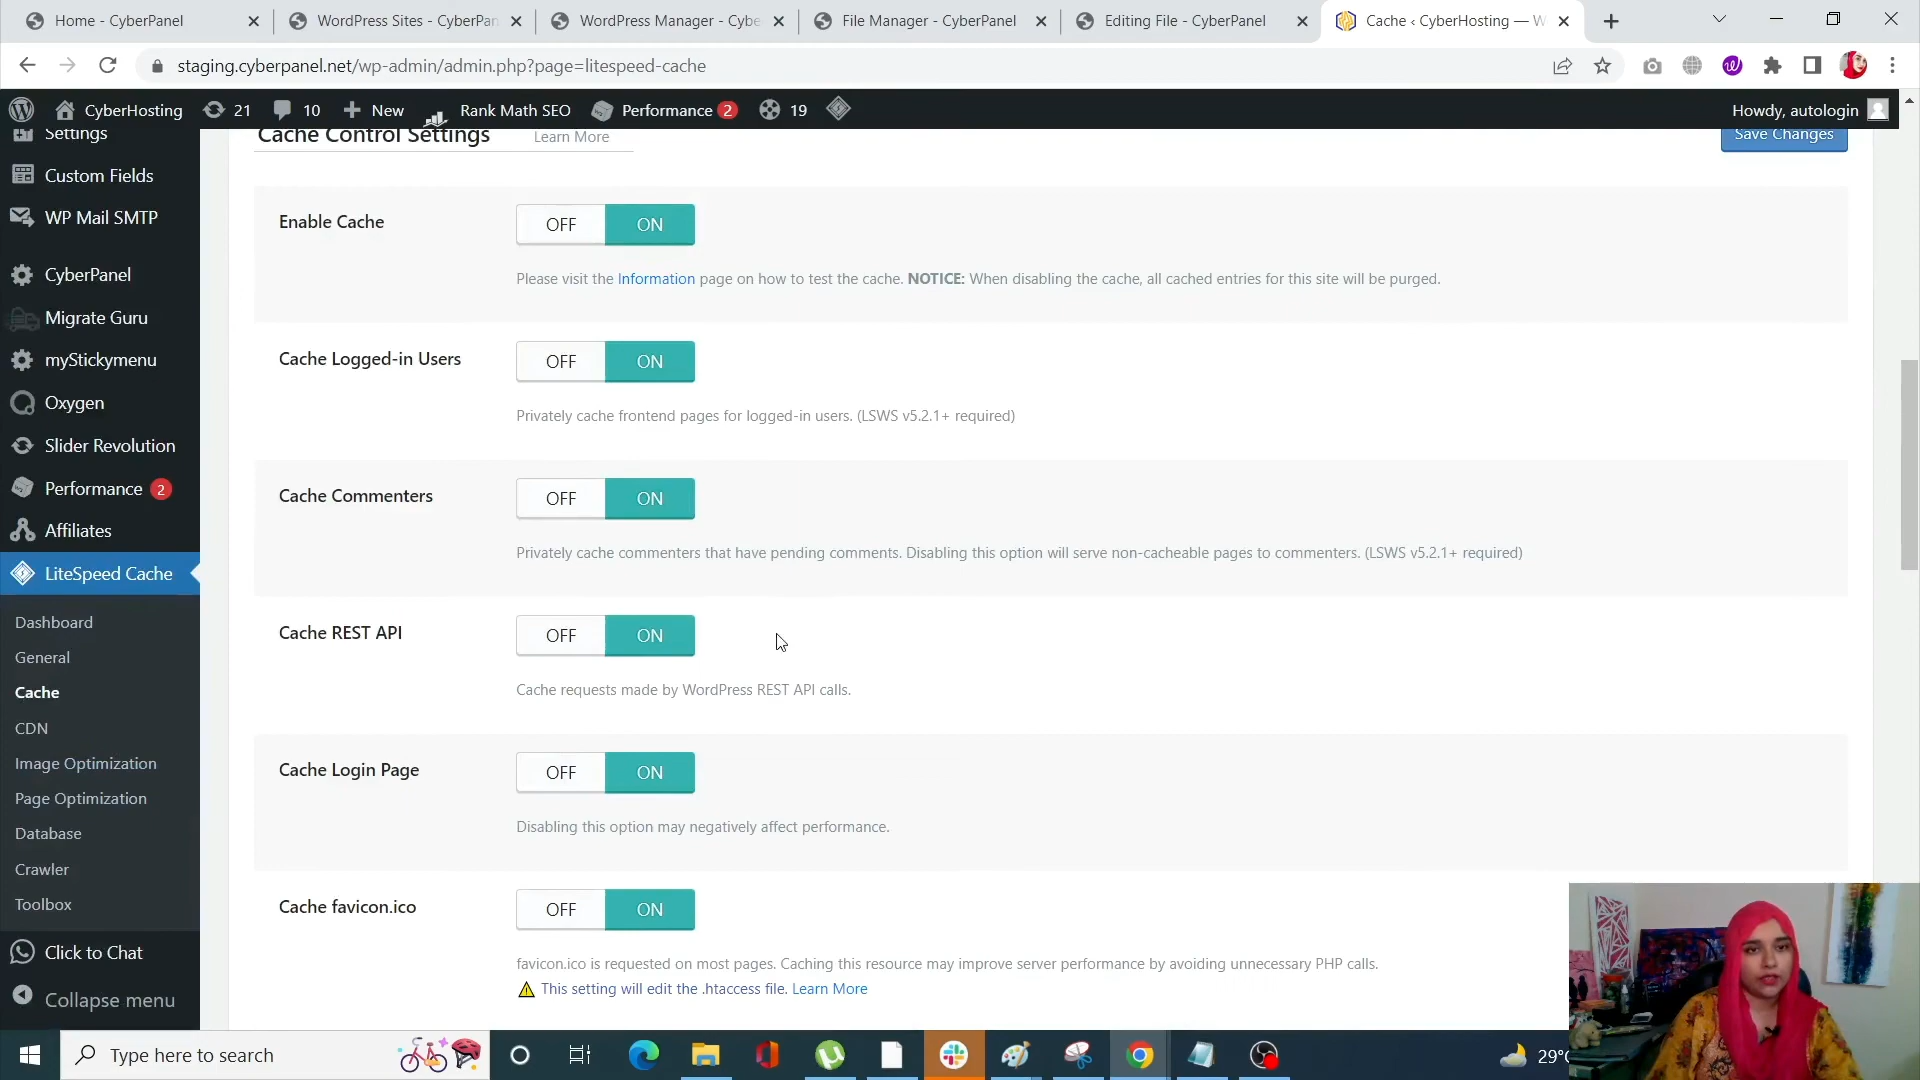 Home - CyberPanel
WordPress Sites - CyberPan
WordPress Manager - Cybe
File Manager - CyberPanel
Editing File - CyberPanel
Cache ‹ CyberHosting — W
staging.cyberpanel.net/wp-admin/admin.php?page=litespeed-cache
CyberHosting 21 10 New Rank Math SEO Performance 2 19 Howdy, autologin
Settings
Custom Fields
WP Mail SMTP
CyberPanel
Migrate Guru
myStickymenu
Oxygen
Slider Revolution
Performance 2
Affiliates
LiteSpeed Cache
Dashboard
General
Cache
CDN
Image Optimization
Page Optimization
Database
Crawler
Toolbox
Click to Chat
Collapse menu
Cache Control Settings Learn More
Save Changes
Enable Cache OFF ON
Please visit the Information page on how to test the cache. NOTICE: When disabling the cache, all cached entries for this site will be purged.
Cache Logged-in Users OFF ON
Privately cache frontend pages for logged-in users. (LSWS v5.2.1+ required)
Cache Commenters OFF ON
Privately cache commenters that have pending comments. Disabling this option will serve non-cacheable pages to commenters. (LSWS v5.2.1+ required)
Cache REST API OFF ON
Cache requests made by WordPress REST API calls.
Cache Login Page OFF ON
Disabling this option may negatively affect performance.
Cache favicon.ico OFF ON
favicon.ico is requested on most pages. Caching this resource may improve server performance by avoiding unnecessary PHP calls.
This setting will edit the .htaccess file. Learn More
Type here to search
29°